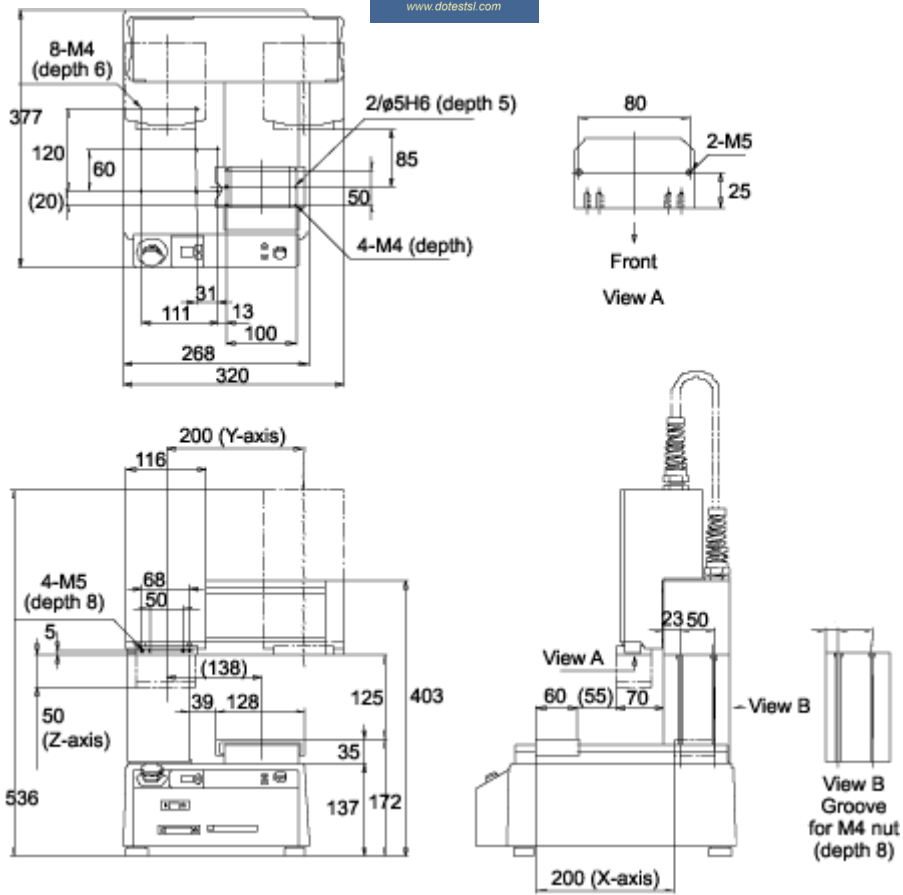 www.dotestsl.com
8-M4
(depth 6)
377
120
60
(20)
2/ø5H6 (depth 5)
85
50
4-M4 (depth)
31
13
111
100
268
320
80
2-M5
25
Front
View A
200 (Y-axis)
116
4-M5
(depth 8)
68
50
5
(138)
39
128
50
(Z-axis)
125
403
35
536
137
172
23
50
View A
60
(55)
70
View B
200 (X-axis)
View B
Groove
for M4 nut
(depth 8)